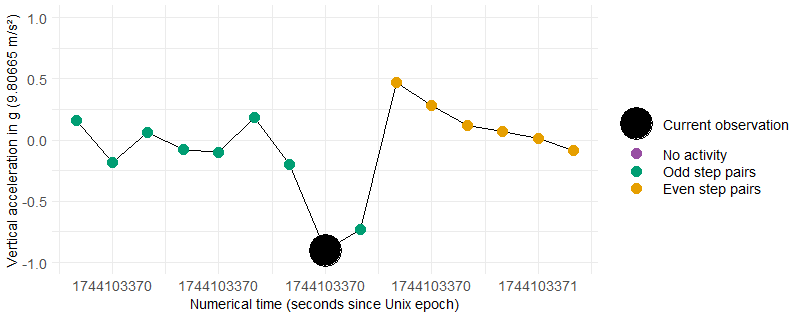 Vertical acceleration in g (9.80665 m/s²)
1.0
0.5
0.0
-0.5
-1.0
1744103370 1744103370 1744103370 1744103370 1744103371
Numerical time (seconds since Unix epoch)
Current observation
No activity
Odd step pairs
Even step pairs